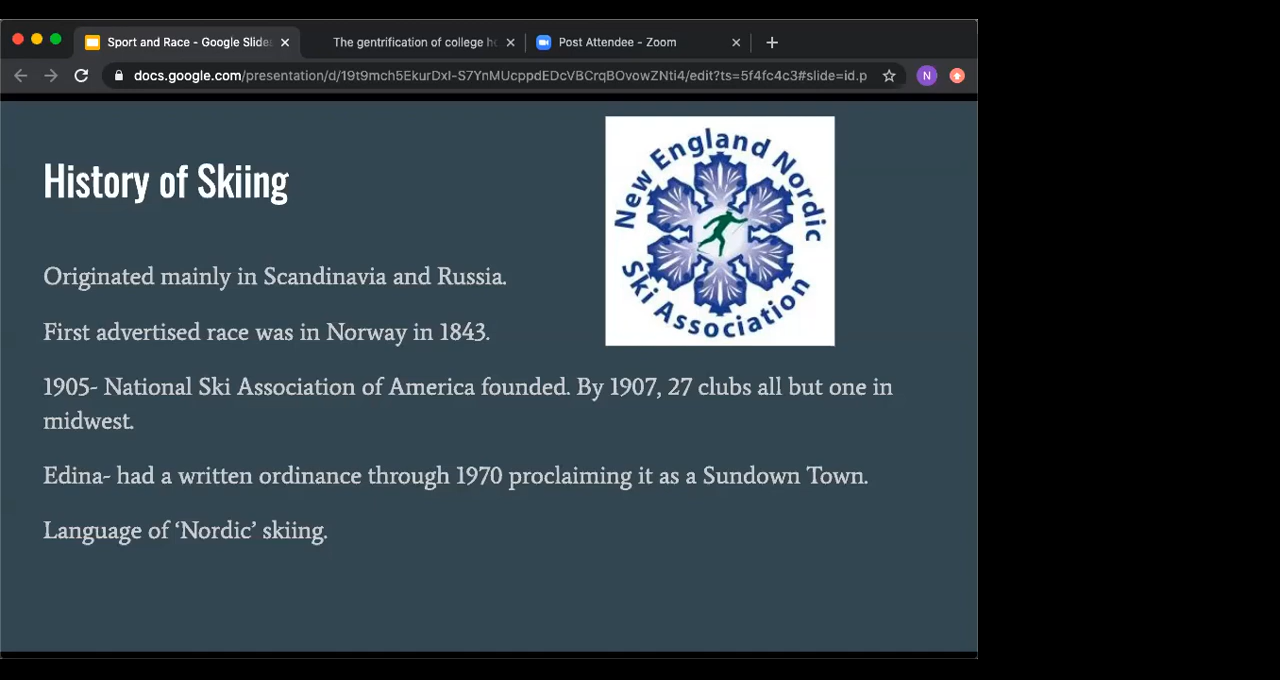 Sport and Race - Google Slides
The gentrification of college h
Post Attendee - Zoom
docs.google.com/presentation/d/19t9mch5EkurDxI-S7YnMUcppdEDcVBCrqBOvowZNti4/edit?ts=5f4fc4c3#slide=id.p
N
History of Skiing
New England Nordic
Ski Association
Originated mainly in Scandinavia and Russia.
First advertised race was in Norway in 1843.
1905- National Ski Association of America founded. By 1907, 27 clubs all but one in
midwest.
Edina- had a written ordinance through 1970 proclaiming it as a Sundown Town.
Language of ‘Nordic’ skiing.